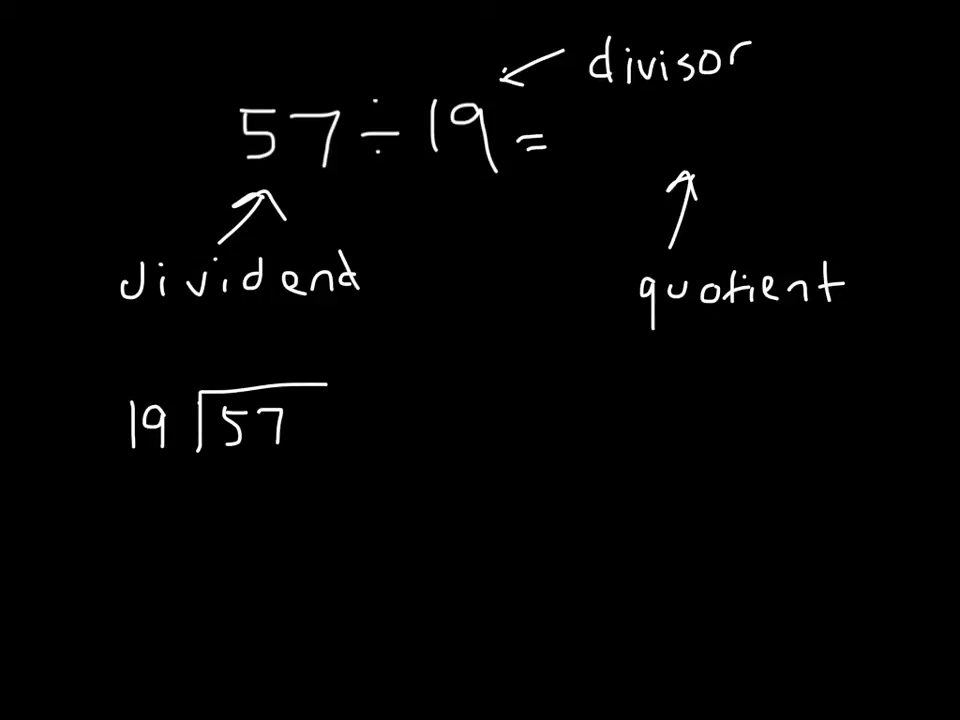 divisor
57 ÷ 19 =
dividend
quotient
19 57